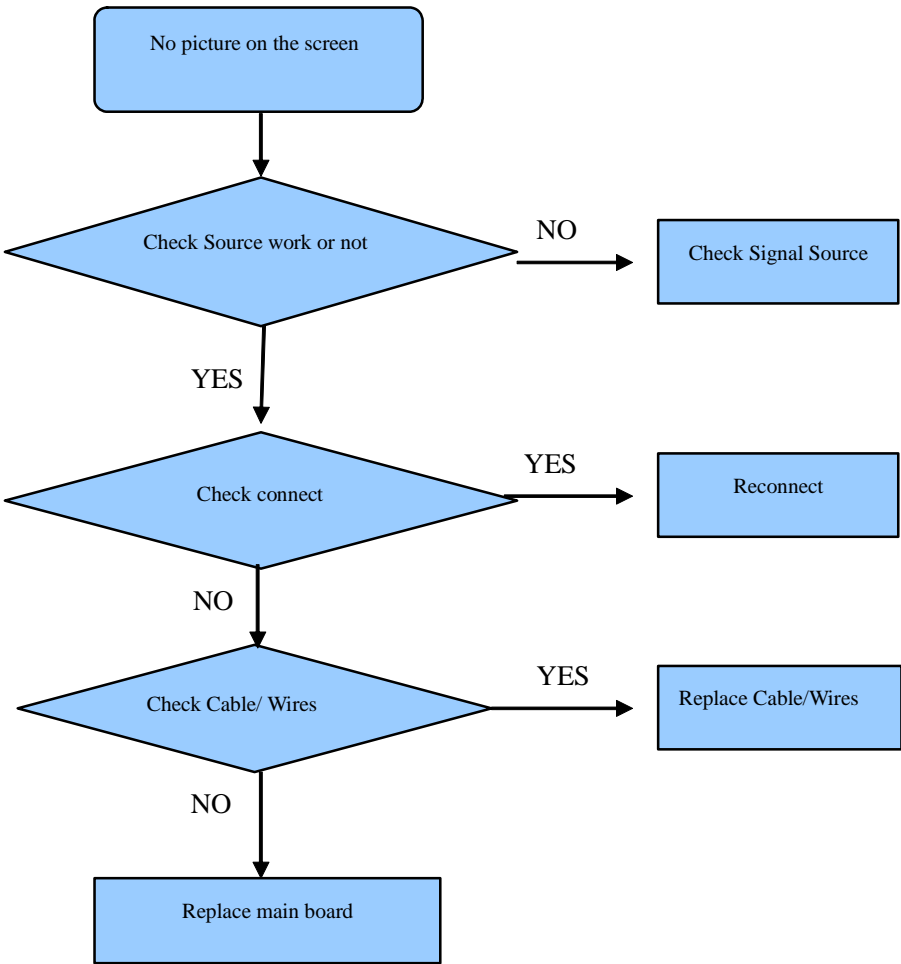 No picture on the screen
Check Source work or not
NO
Check Signal Source
YES
Check connect
YES
Reconnect
NO
Check Cable/ Wires
YES
Replace Cable/Wires
NO
Replace main board